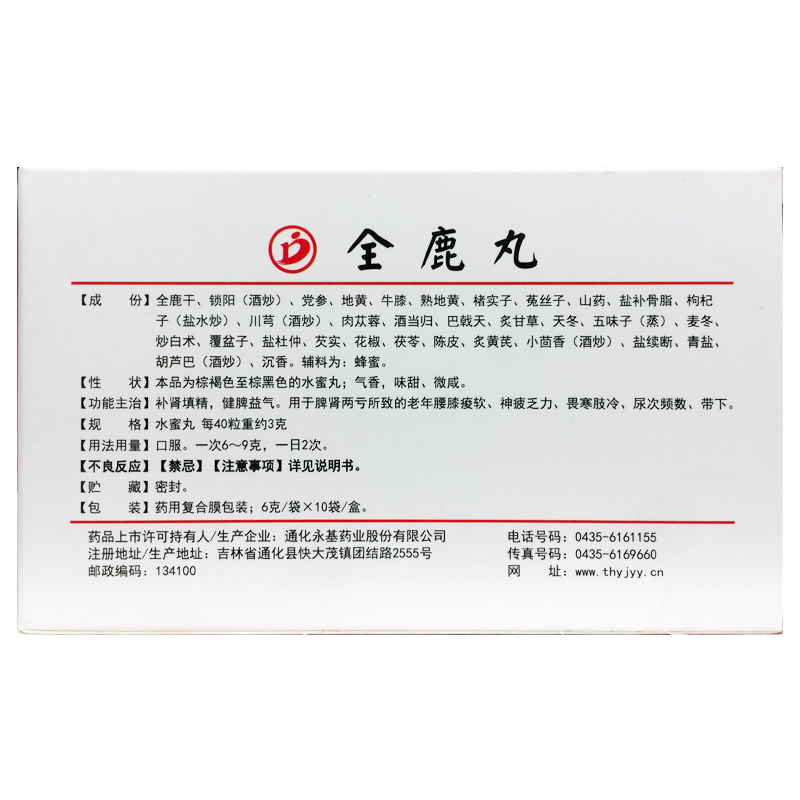 全鹿丸
【成 份】全鹿干、锁阳（酒炒）、党参、地黄、牛膝、熟地黄、楮实子、菟丝子、山药、盐补骨脂、枸杞
子（盐水炒）、川芎（酒炒）、肉苁蓉、酒当归、巴戟天、炙甘草、天冬、五味子（蒸）、麦冬、
炒白术、覆盆子、盐杜仲、芡实、花椒、茯苓、陈皮、炙黄芪、小茴香（酒炒）、盐续断、青盐、
胡芦巴（酒炒）、沉香。辅料为：蜂蜜。
【性 状】本品为棕褐色至棕黑色的水蜜丸；气香，味甜、微咸。
【功能主治】补肾填精，健脾益气。用于脾肾两亏所致的老年腰膝痠软、神疲乏力、畏寒肢冷、尿次频数、带下。
【规 格】水蜜丸 每40粒重约3克
【用法用量】口服。一次6～9克，一日2次。
【不良反应】【禁忌】【注意事项】详见说明书。
【贮 藏】密封。
【包 装】药用复合膜包装；6克/袋×10袋/盒。
药品上市许可持有人/生产企业：通化永基药业股份有限公司
注册地址/生产地址：吉林省通化县快大茂镇团结路2555号
邮政编码：134100
电话号码：0435-6161155
传真号码：0435-6169660
网 址：www.thyjyy.cn